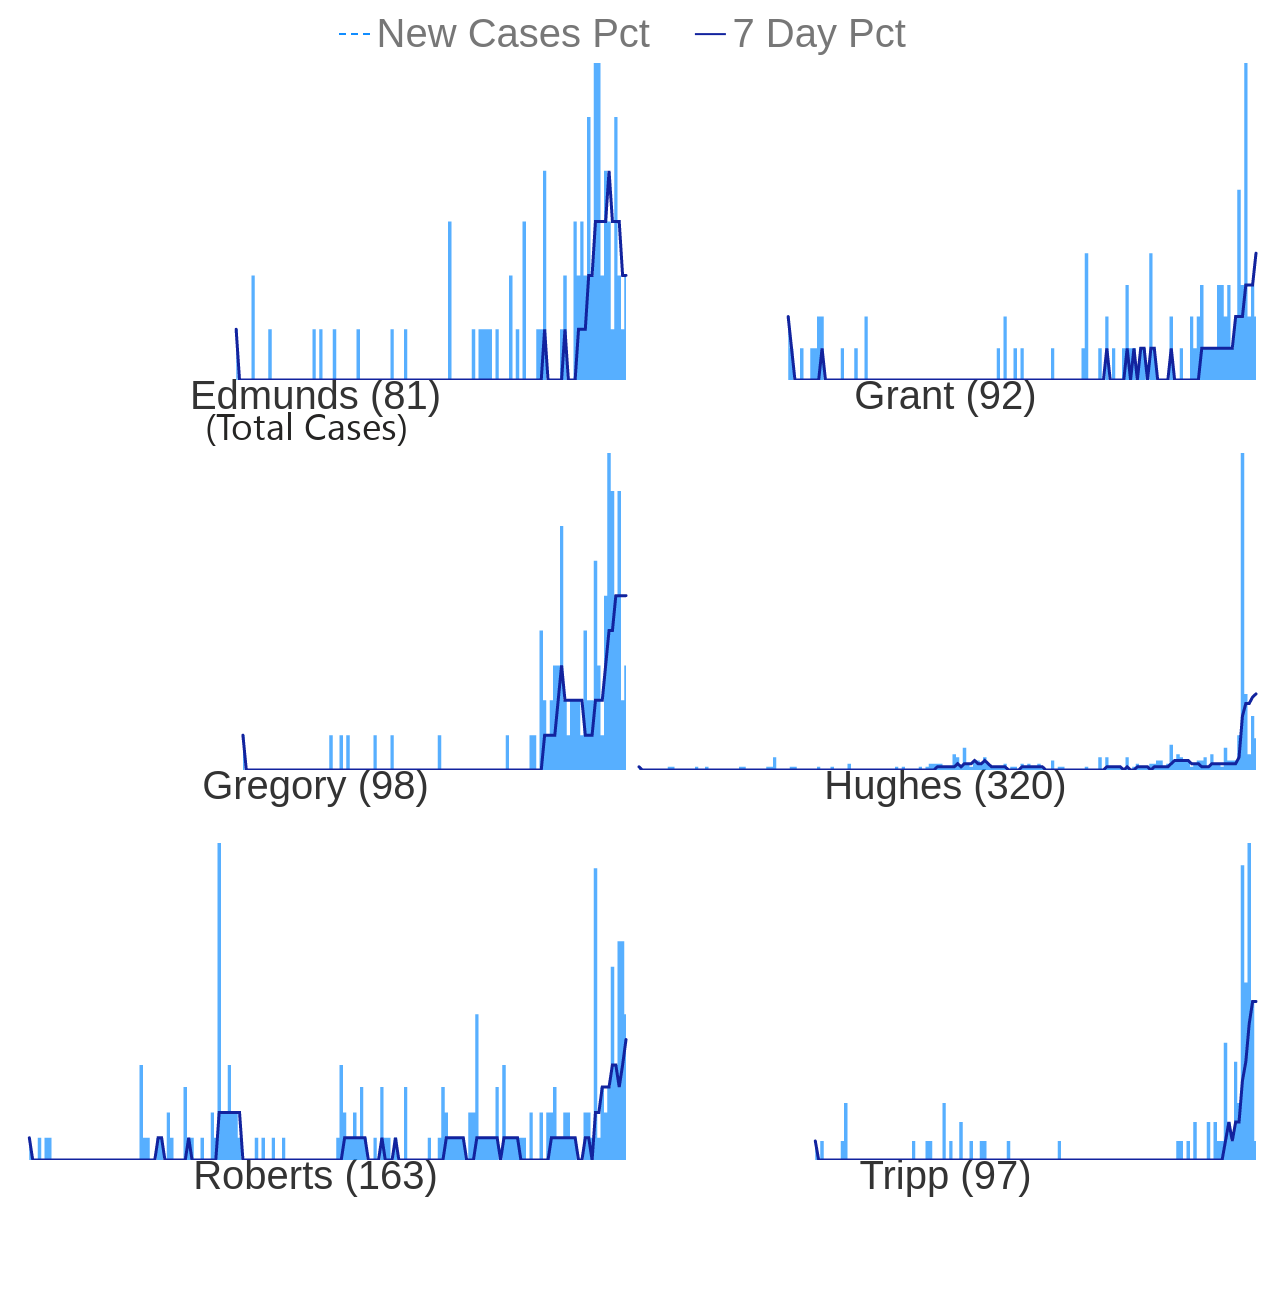 New Cases Pct 7 Day Pct
Edmunds (81) Grant (92)
(Total Cases)
Gregory (98) Hughes (320)
Roberts (163) Tripp (97)